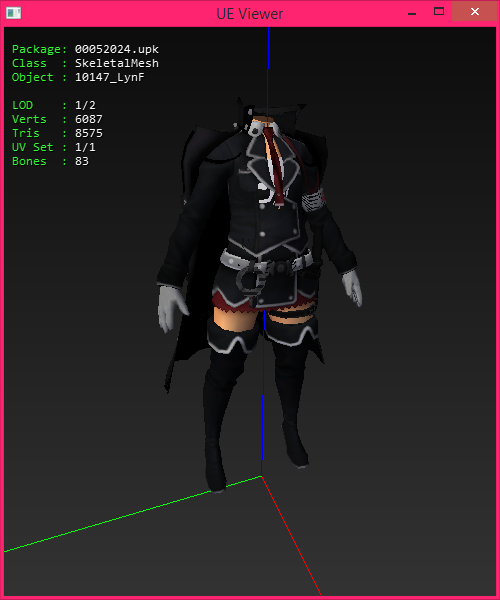 UE Viewer
Package: 00052024.upk
Class : SkeletalMesh
Object : 10147_LynF
LOD : 1/2
Verts : 6087
Tris : 8575
UV Set : 1/1
Bones : 83